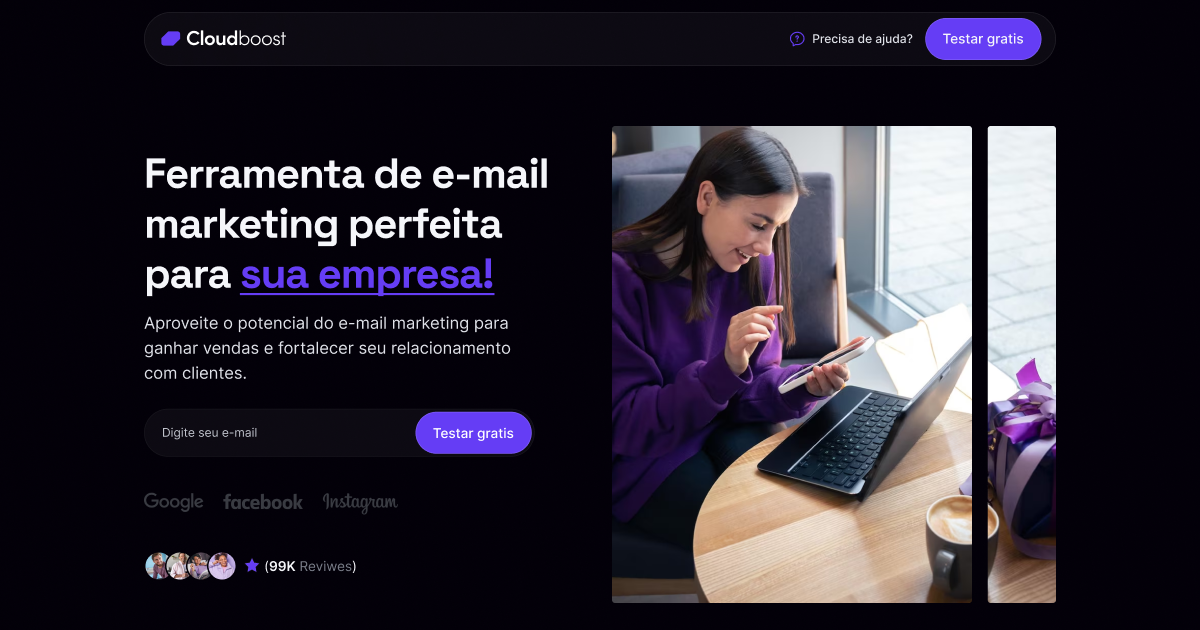 Cloudboost
Precisa de ajuda?
Testar gratis
Ferramenta de e-mail
marketing perfeita
para sua empresa!
Aproveite o potencial do e-mail marketing para
ganhar vendas e fortalecer seu relacionamento
com clientes.
Digite seu e-mail
Testar gratis
Google
facebook
Instagram
(99K Reviwes)